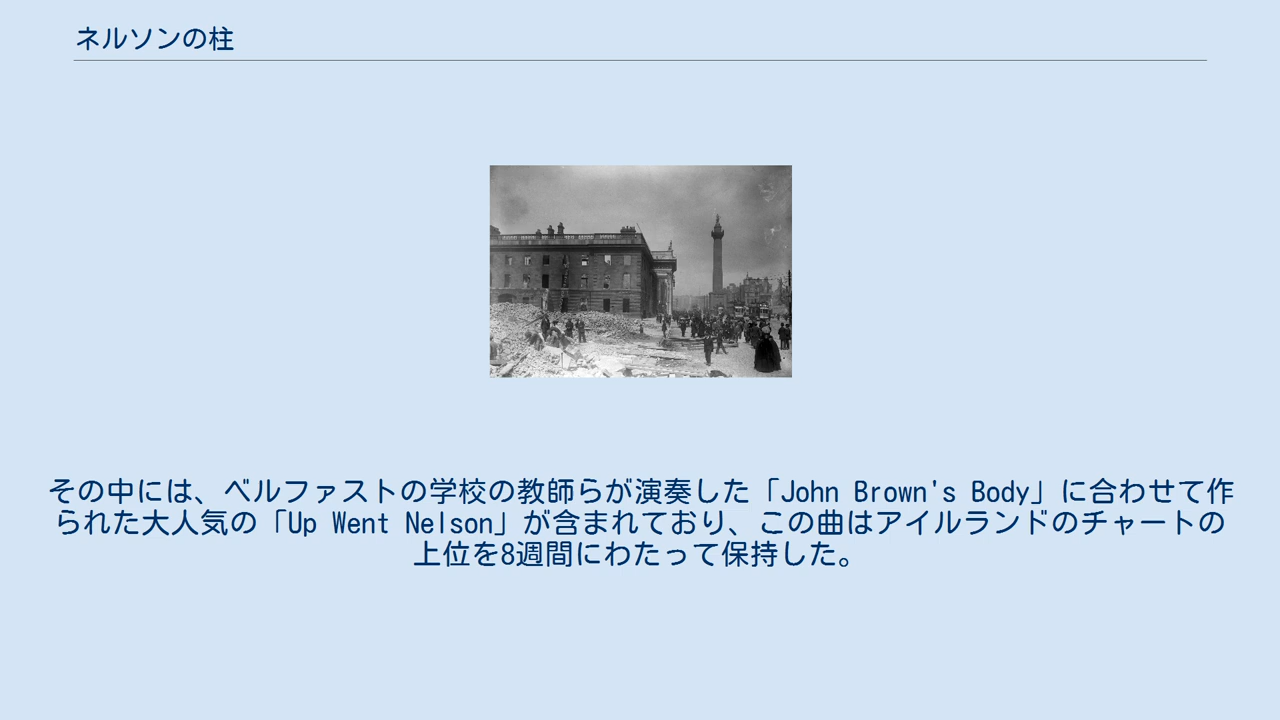 ネルソンの柱
その中には、ベルファストの学校の教師らが演奏した「John Brown's Body」に合わせて作
られた大人気の「Up Went Nelson」が含まれており、この曲はアイルランドのチャートの
上位を8週間にわたって保持した。